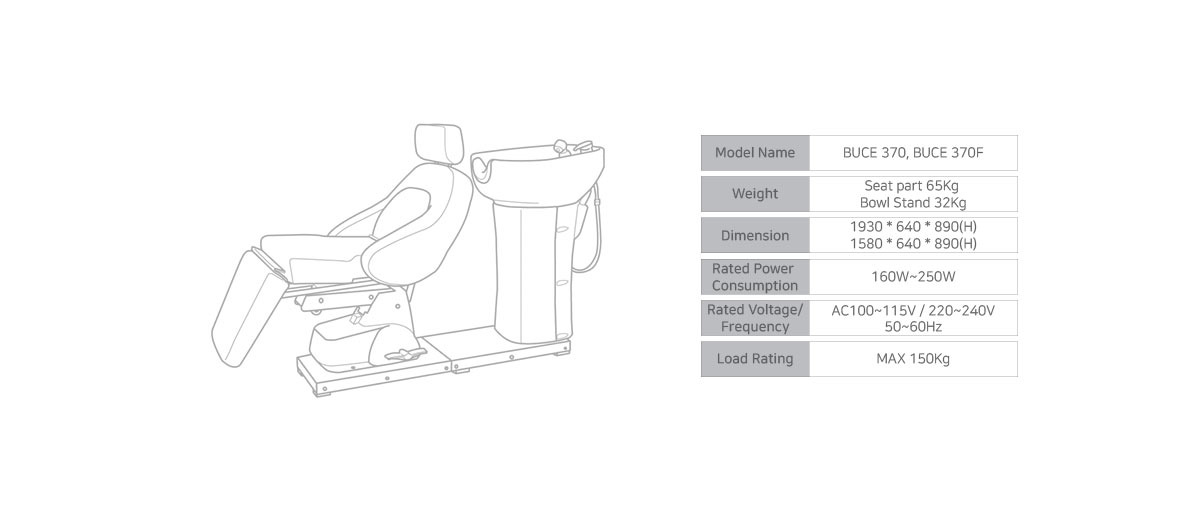 Model Name
BUCE 370, BUCE 370F
Weight
Seat part 65Kg
Bowl Stand 32Kg
Dimension
1930 * 640 * 890(H)
1580 * 640 * 890(H)
Rated Power
Consumption
160W~250W
Rated Voltage/
Frequency
AC100~115V / 220~240V
50~60Hz
Load Rating
MAX 150Kg